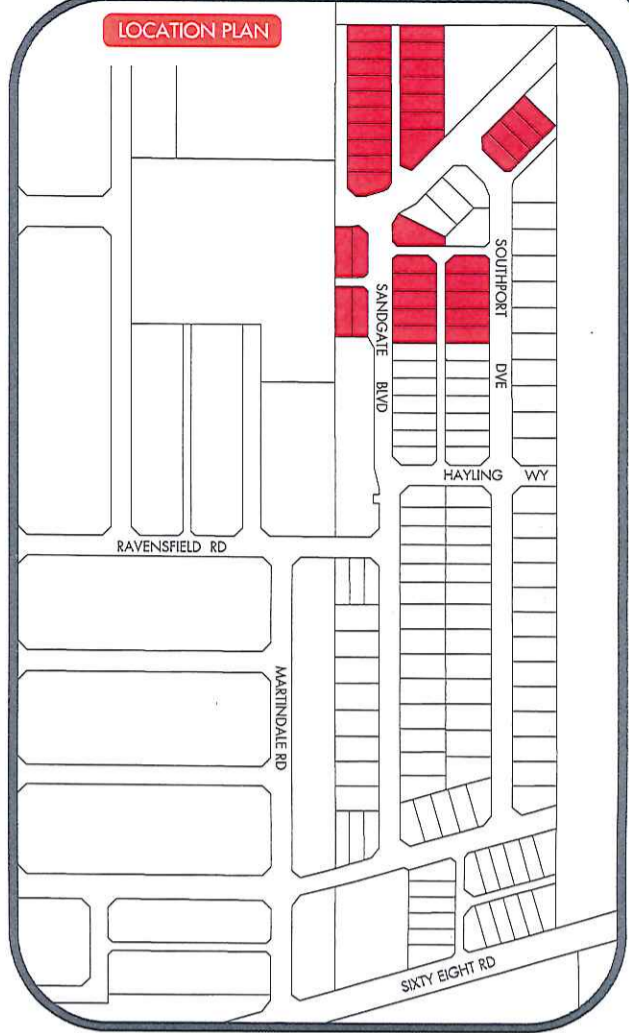 LOCATION PLAN
SOUTHPORT DVE
SANDGATE BLVD
HAYLING WY
RAVENSFIELD RD
MARTINDALE RD
SIXTY EIGHT RD